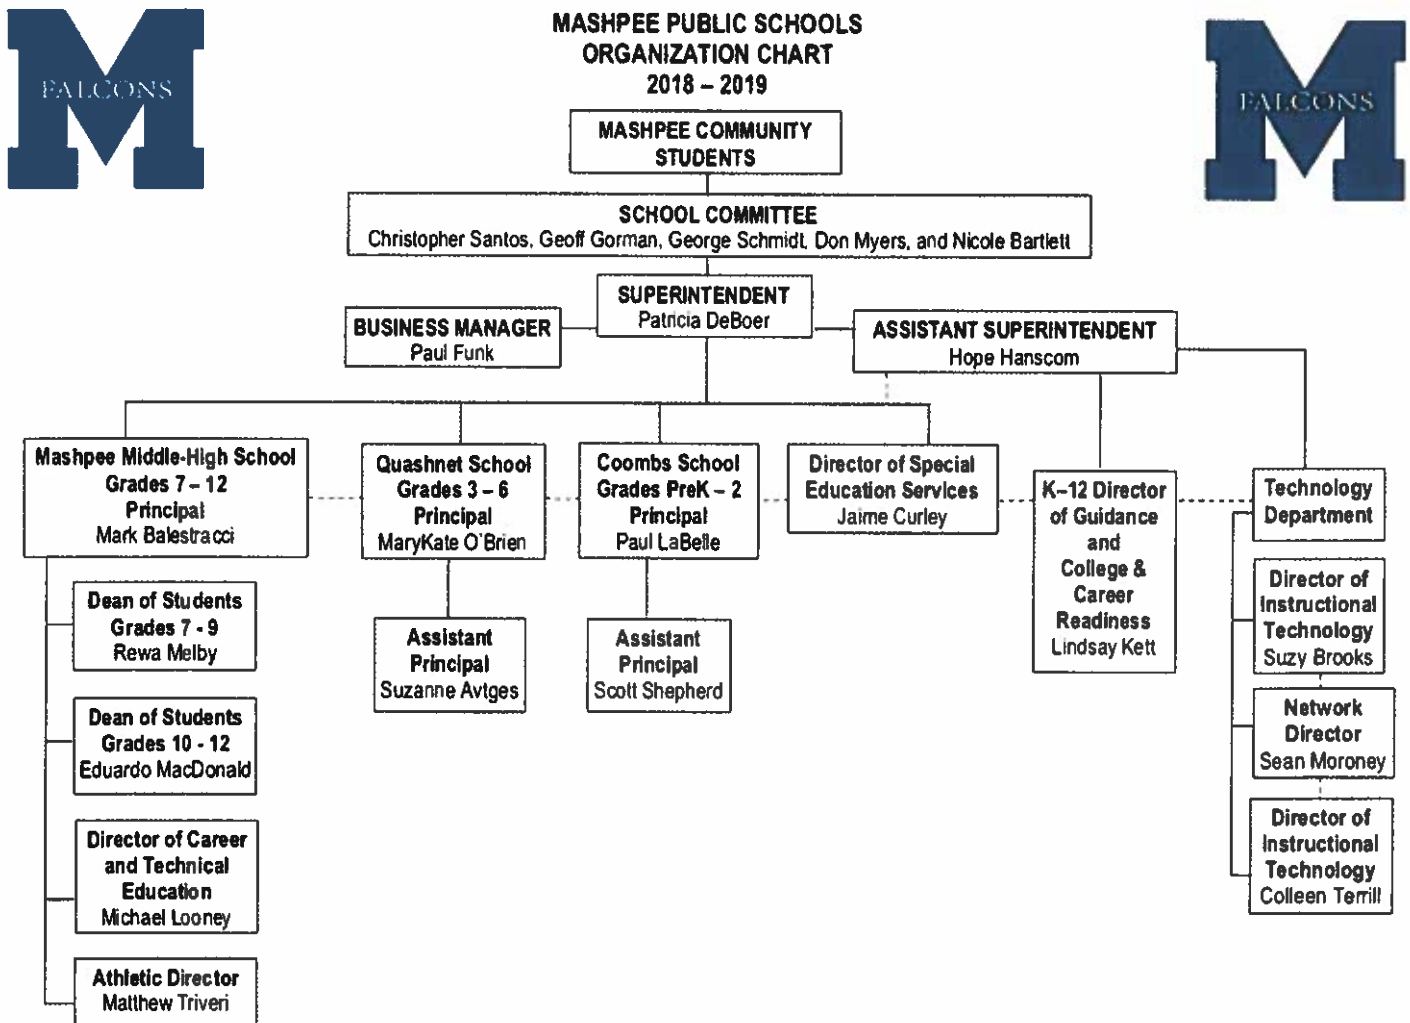 FALCONS
MASHPEE PUBLIC SCHOOLS
ORGANIZATION CHART
2018 – 2019
FALCONS
MASHPEE COMMUNITY
STUDENTS
SCHOOL COMMITTEE
Christopher Santos, Geoff Gorman, George Schmidt, Don Myers, and Nicole Bartlett
SUPERINTENDENT
Patricia DeBoer
BUSINESS MANAGER
Paul Funk
ASSISTANT SUPERINTENDENT
Hope Hanscom
Mashpee Middle-High School
Grades 7 – 12
Principal
Mark Balestracci
Quashnet School
Grades 3 – 6
Principal
MaryKate O`Brien
Coombs School
Grades PreK – 2
Principal
Paul LaBelle
Director of Special
Education Services
Jaime Curley
K–12 Director
of Guidance
and
College &
Career
Readiness
Lindsay Kett
Technology
Department
Dean of Students
Grades 7 - 9
Rewa Melby
Dean of Students
Grades 10 - 12
Eduardo MacDonald
Director of Career
and Technical
Education
Michael Looney
Athletic Director
Matthew Triveri
Assistant
Principal
Suzanne Avtges
Assistant
Principal
Scott Shepherd
Director of
Instructional
Technology
Suzy Brooks
Network
Director
Sean Moroney
Director of
Instructional
Technology
Colleen Terrill